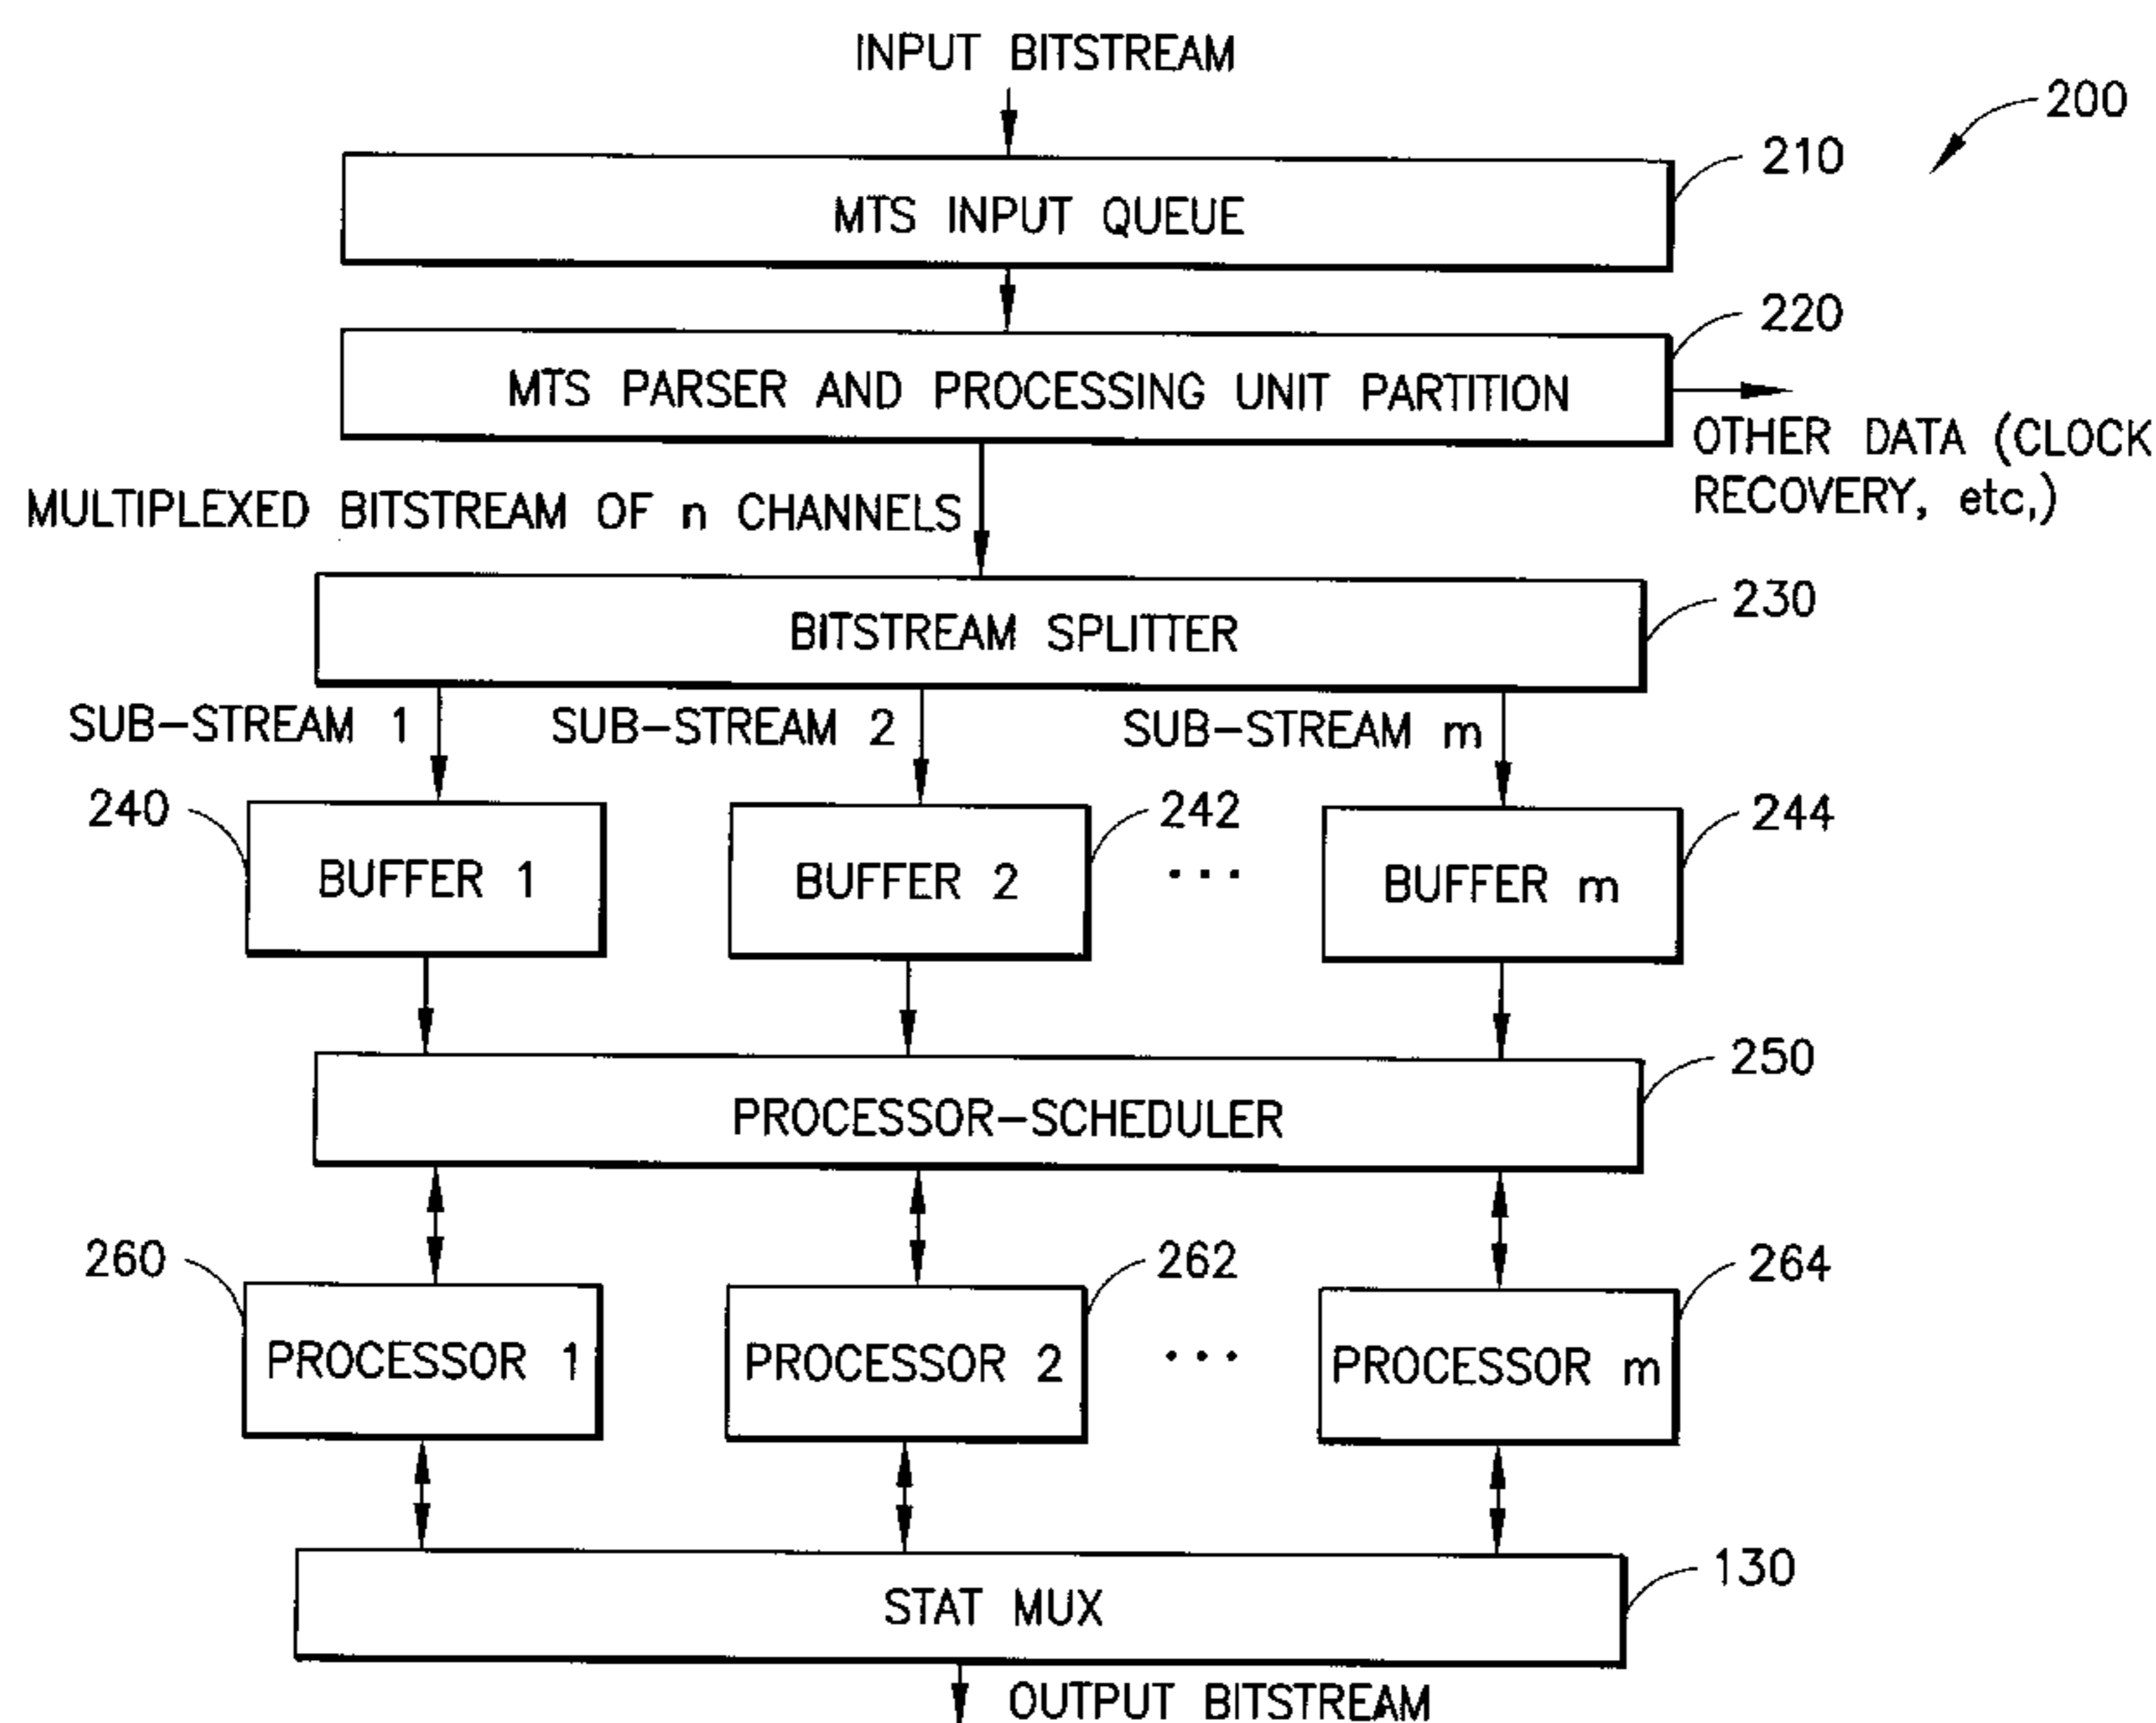 INPUT BITSTREAM
200
210
MTS INPUT QUEUE
220
MTS PARSER AND PROCESSING UNIT PARTITION
OTHER DATA (CLOCK
RECOVERY, etc,)
MULTIPLEXED BITSTREAM OF n CHANNELS
230
BITSTREAM SPLITTER
SUB-STREAM 1
SUB-STREAM 2
SUB-STREAM m
240
242
244
BUFFER 1
BUFFER 2
...
BUFFER m
250
PROCESSOR-SCHEDULER
260
262
264
PROCESSOR 1
PROCESSOR 2
...
PROCESSOR m
130
STAT MUX
OUTPUT BITSTREAM